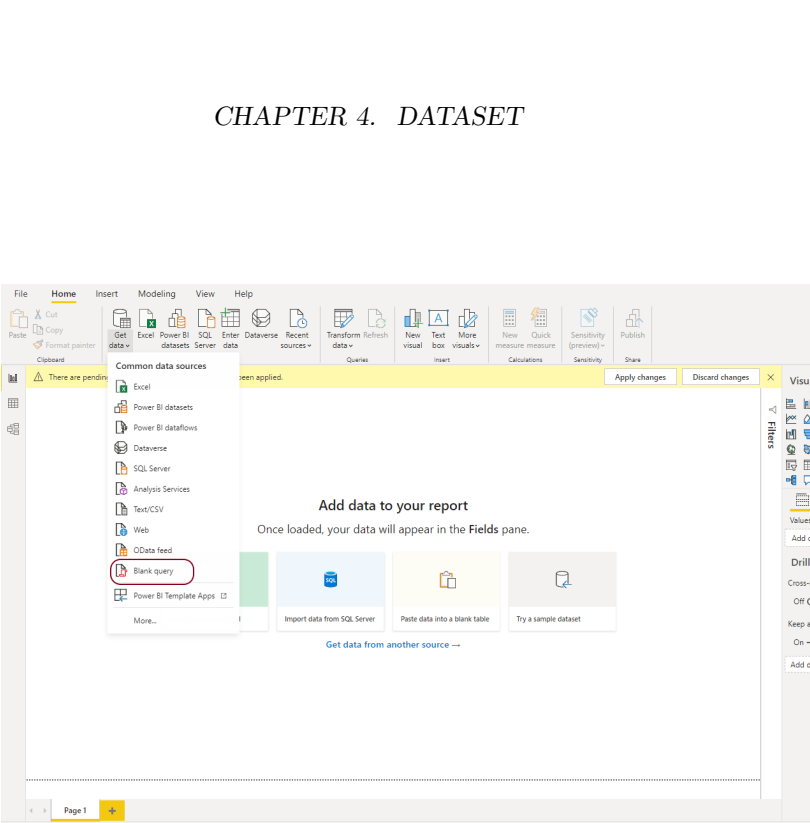 CHAPTER 4. DATASET
File Home Insert Modeling View Help
Paste
Cut
Copy
Format painter
Clipboard
Get data
Excel
Power BI datasets
SQL Server
Enter data
Dataverse
Recent sources
Transform data
Refresh
Queries
New visual
Text box
More visuals
Insert
New measure
Quick measure
Calculations
Sensitivity (preview)
Sensitivity
Publish
Share
There are pending
been applied.
Apply changes
Discard changes
Common data sources
Excel
Power BI datasets
Power BI dataflows
Dataverse
SQL Server
Analysis Services
Text/CSV
Web
OData feed
Blank query
Power BI Template Apps
More...
Add data to your report
Once loaded, your data will appear in the Fields pane.
SQL
Import data from SQL Server
Paste data into a blank table
Try a sample dataset
Get data from another source →
Filters
Visu
Values
Add d
Drill
Cross-
Off
Keep a
On
Add d
Page 1